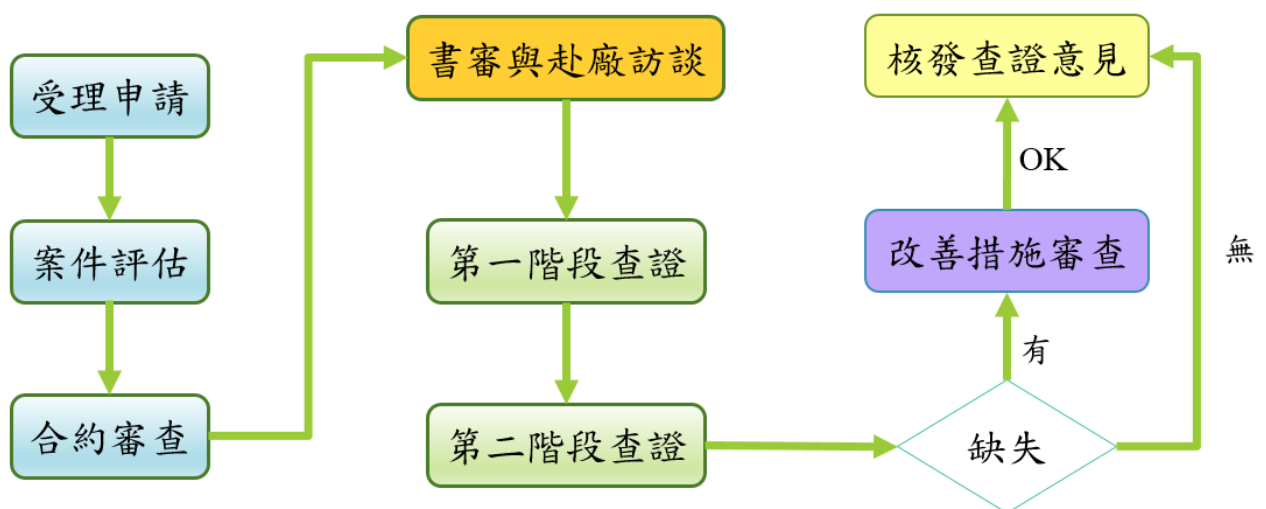 受理申請
案件評估
合約審查
書審與赴廠訪談
第一階段查證
第二階段查證
缺失
有
改善措施審查
OK
無
核發查證意見